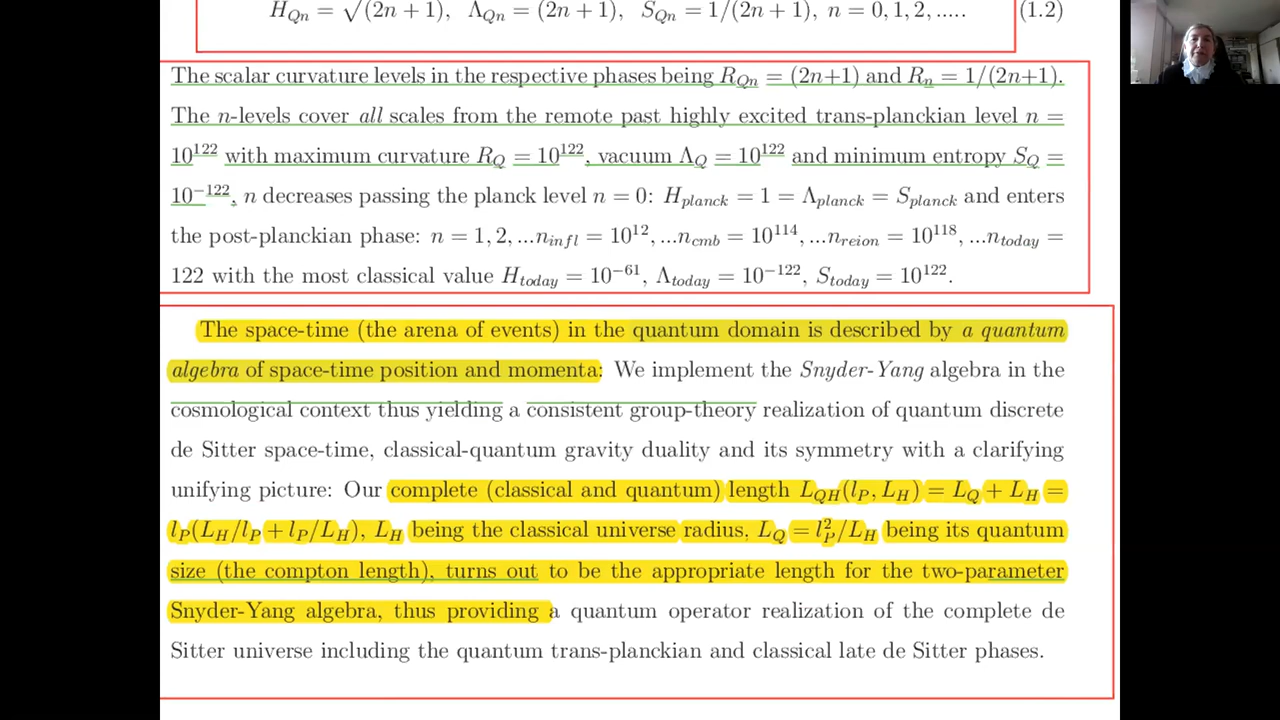 H_{Qn} = √(2n + 1), Λ_{Qn} = (2n + 1), S_{Qn} = 1/(2n + 1), n = 0, 1, 2, ..... (1.2)
The scalar curvature levels in the respective phases being R_{Qn} = (2n+1) and R_n = 1/(2n+1).
The n-levels cover all scales from the remote past highly excited trans-planckian level n =
10^{122} with maximum curvature R_Q = 10^{122}, vacuum Λ_Q = 10^{122} and minimum entropy S_Q =
10^{−122}, n decreases passing the planck level n = 0: H_{planck} = 1 = Λ_{planck} = S_{planck} and enters
the post-planckian phase: n = 1, 2, ...n_{infl} = 10^{12}, ...n_{cmb} = 10^{114}, ...n_{reion} = 10^{118}, ...n_{today} =
122 with the most classical value H_{today} = 10^{−61}, Λ_{today} = 10^{−122}, S_{today} = 10^{122}.
The space-time (the arena of events) in the quantum domain is described by a quantum
algebra of space-time position and momenta: We implement the Snyder-Yang algebra in the
cosmological context thus yielding a consistent group-theory realization of quantum discrete
de Sitter space-time, classical-quantum gravity duality and its symmetry with a clarifying
unifying picture: Our complete (classical and quantum) length L_{QH}(l_P, L_H) = L_Q + L_H =
l_P(L_H/l_P + l_P/L_H), L_H being the classical universe radius, L_Q = l_P^2/L_H being its quantum
size (the compton length), turns out to be the appropriate length for the two-parameter
Snyder-Yang algebra, thus providing a quantum operator realization of the complete de
Sitter universe including the quantum trans-planckian and classical late de Sitter phases.